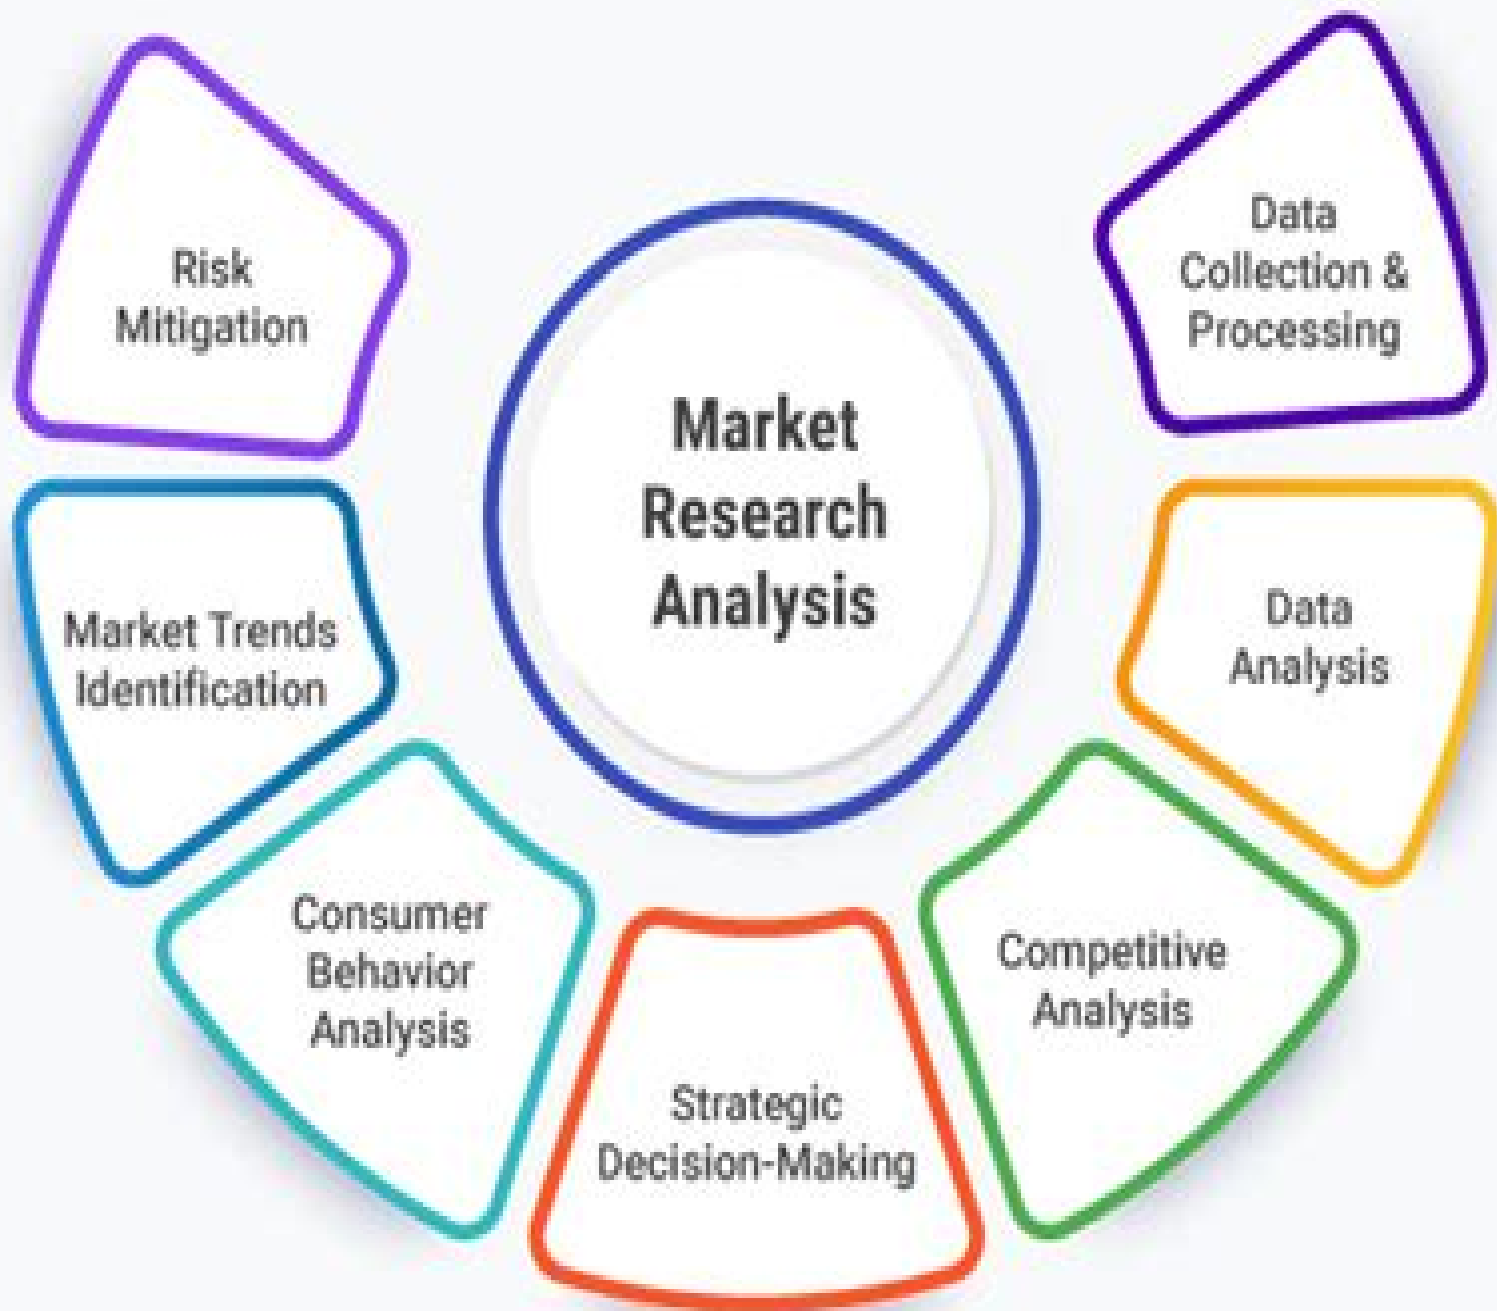 Market
Research
Analysis
Risk
Mitigation
Market Trends
Identification
Consumer
Behavior
Analysis
Strategic
Decision-Making
Competitive
Analysis
Data
Analysis
Data
Collection &
Processing